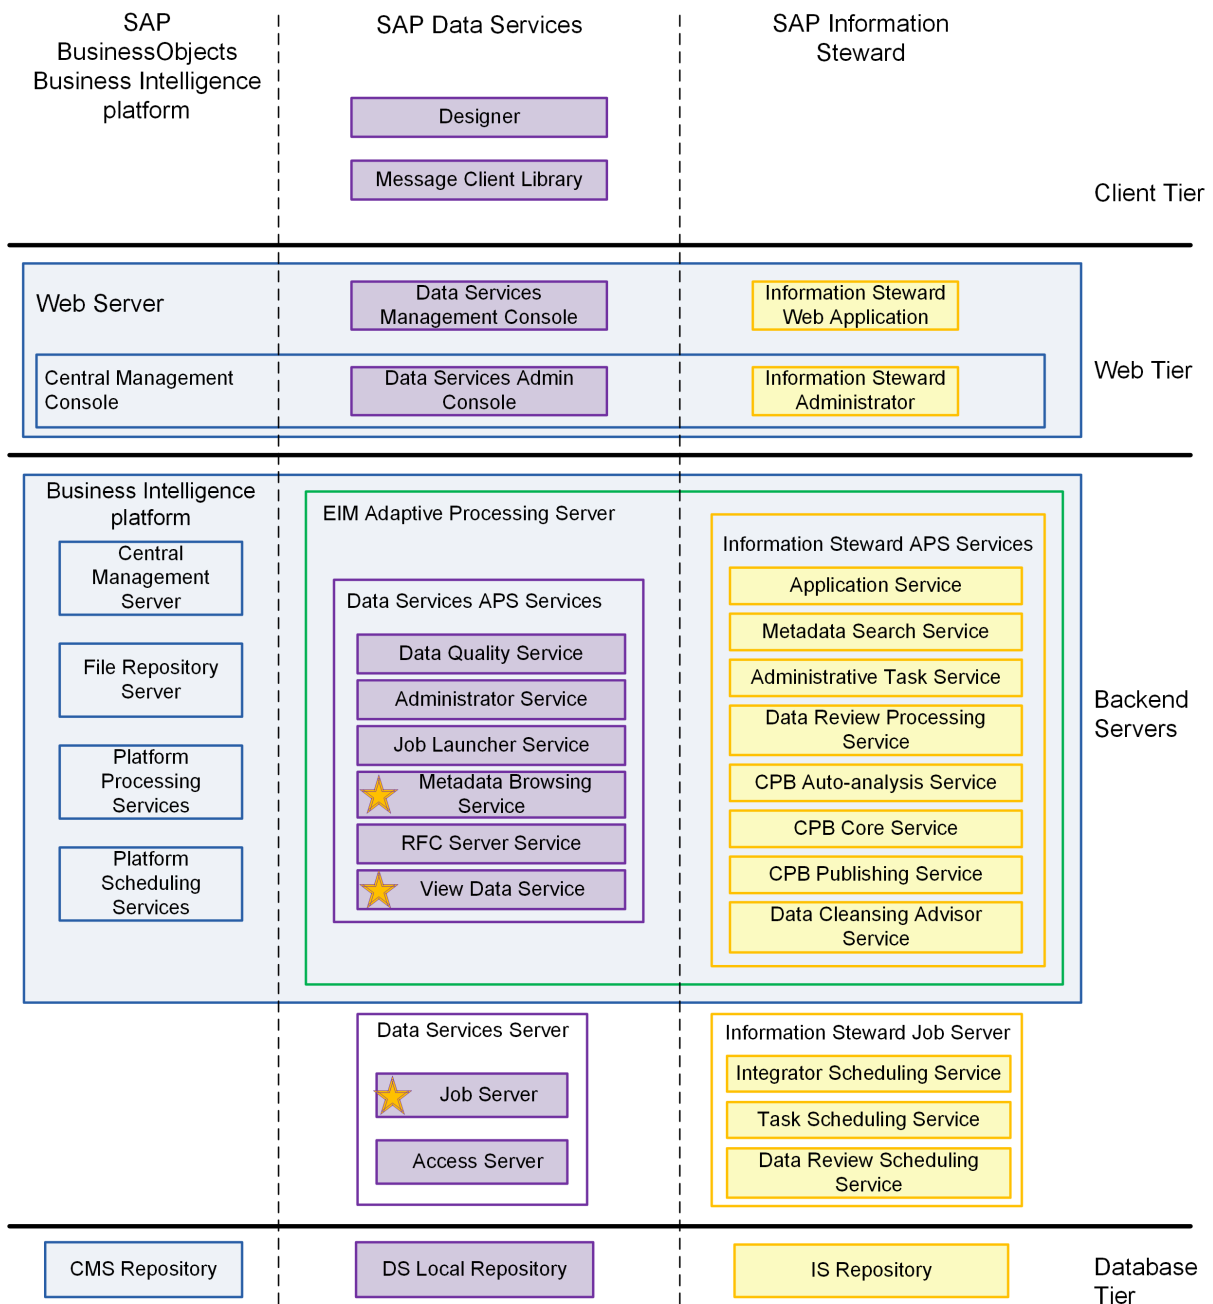 SAP
BusinessObjects
Business Intelligence
platform
SAP Data Services
SAP Information
Steward
Designer
Message Client Library
Client Tier
Web Server
Data Services
Management Console
Information Steward
Web Application
Web Tier
Central Management
Console
Data Services Admin
Console
Information Steward
Administrator
Business Intelligence
platform
Central
Management
Server
File Repository
Server
Platform
Processing
Services
Platform
Scheduling
Services
EIM Adaptive Processing Server
Data Services APS Services
Data Quality Service
Administrator Service
Job Launcher Service
Metadata Browsing
Service
RFC Server Service
View Data Service
Information Steward APS Services
Application Service
Metadata Search Service
Administrative Task Service
Data Review Processing
Service
CPB Auto-analysis Service
CPB Core Service
CPB Publishing Service
Data Cleansing Advisor
Service
Backend
Servers
Data Services Server
Job Server
Access Server
Information Steward Job Server
Integrator Scheduling Service
Task Scheduling Service
Data Review Scheduling
Service
CMS Repository
DS Local Repository
IS Repository
Database
Tier